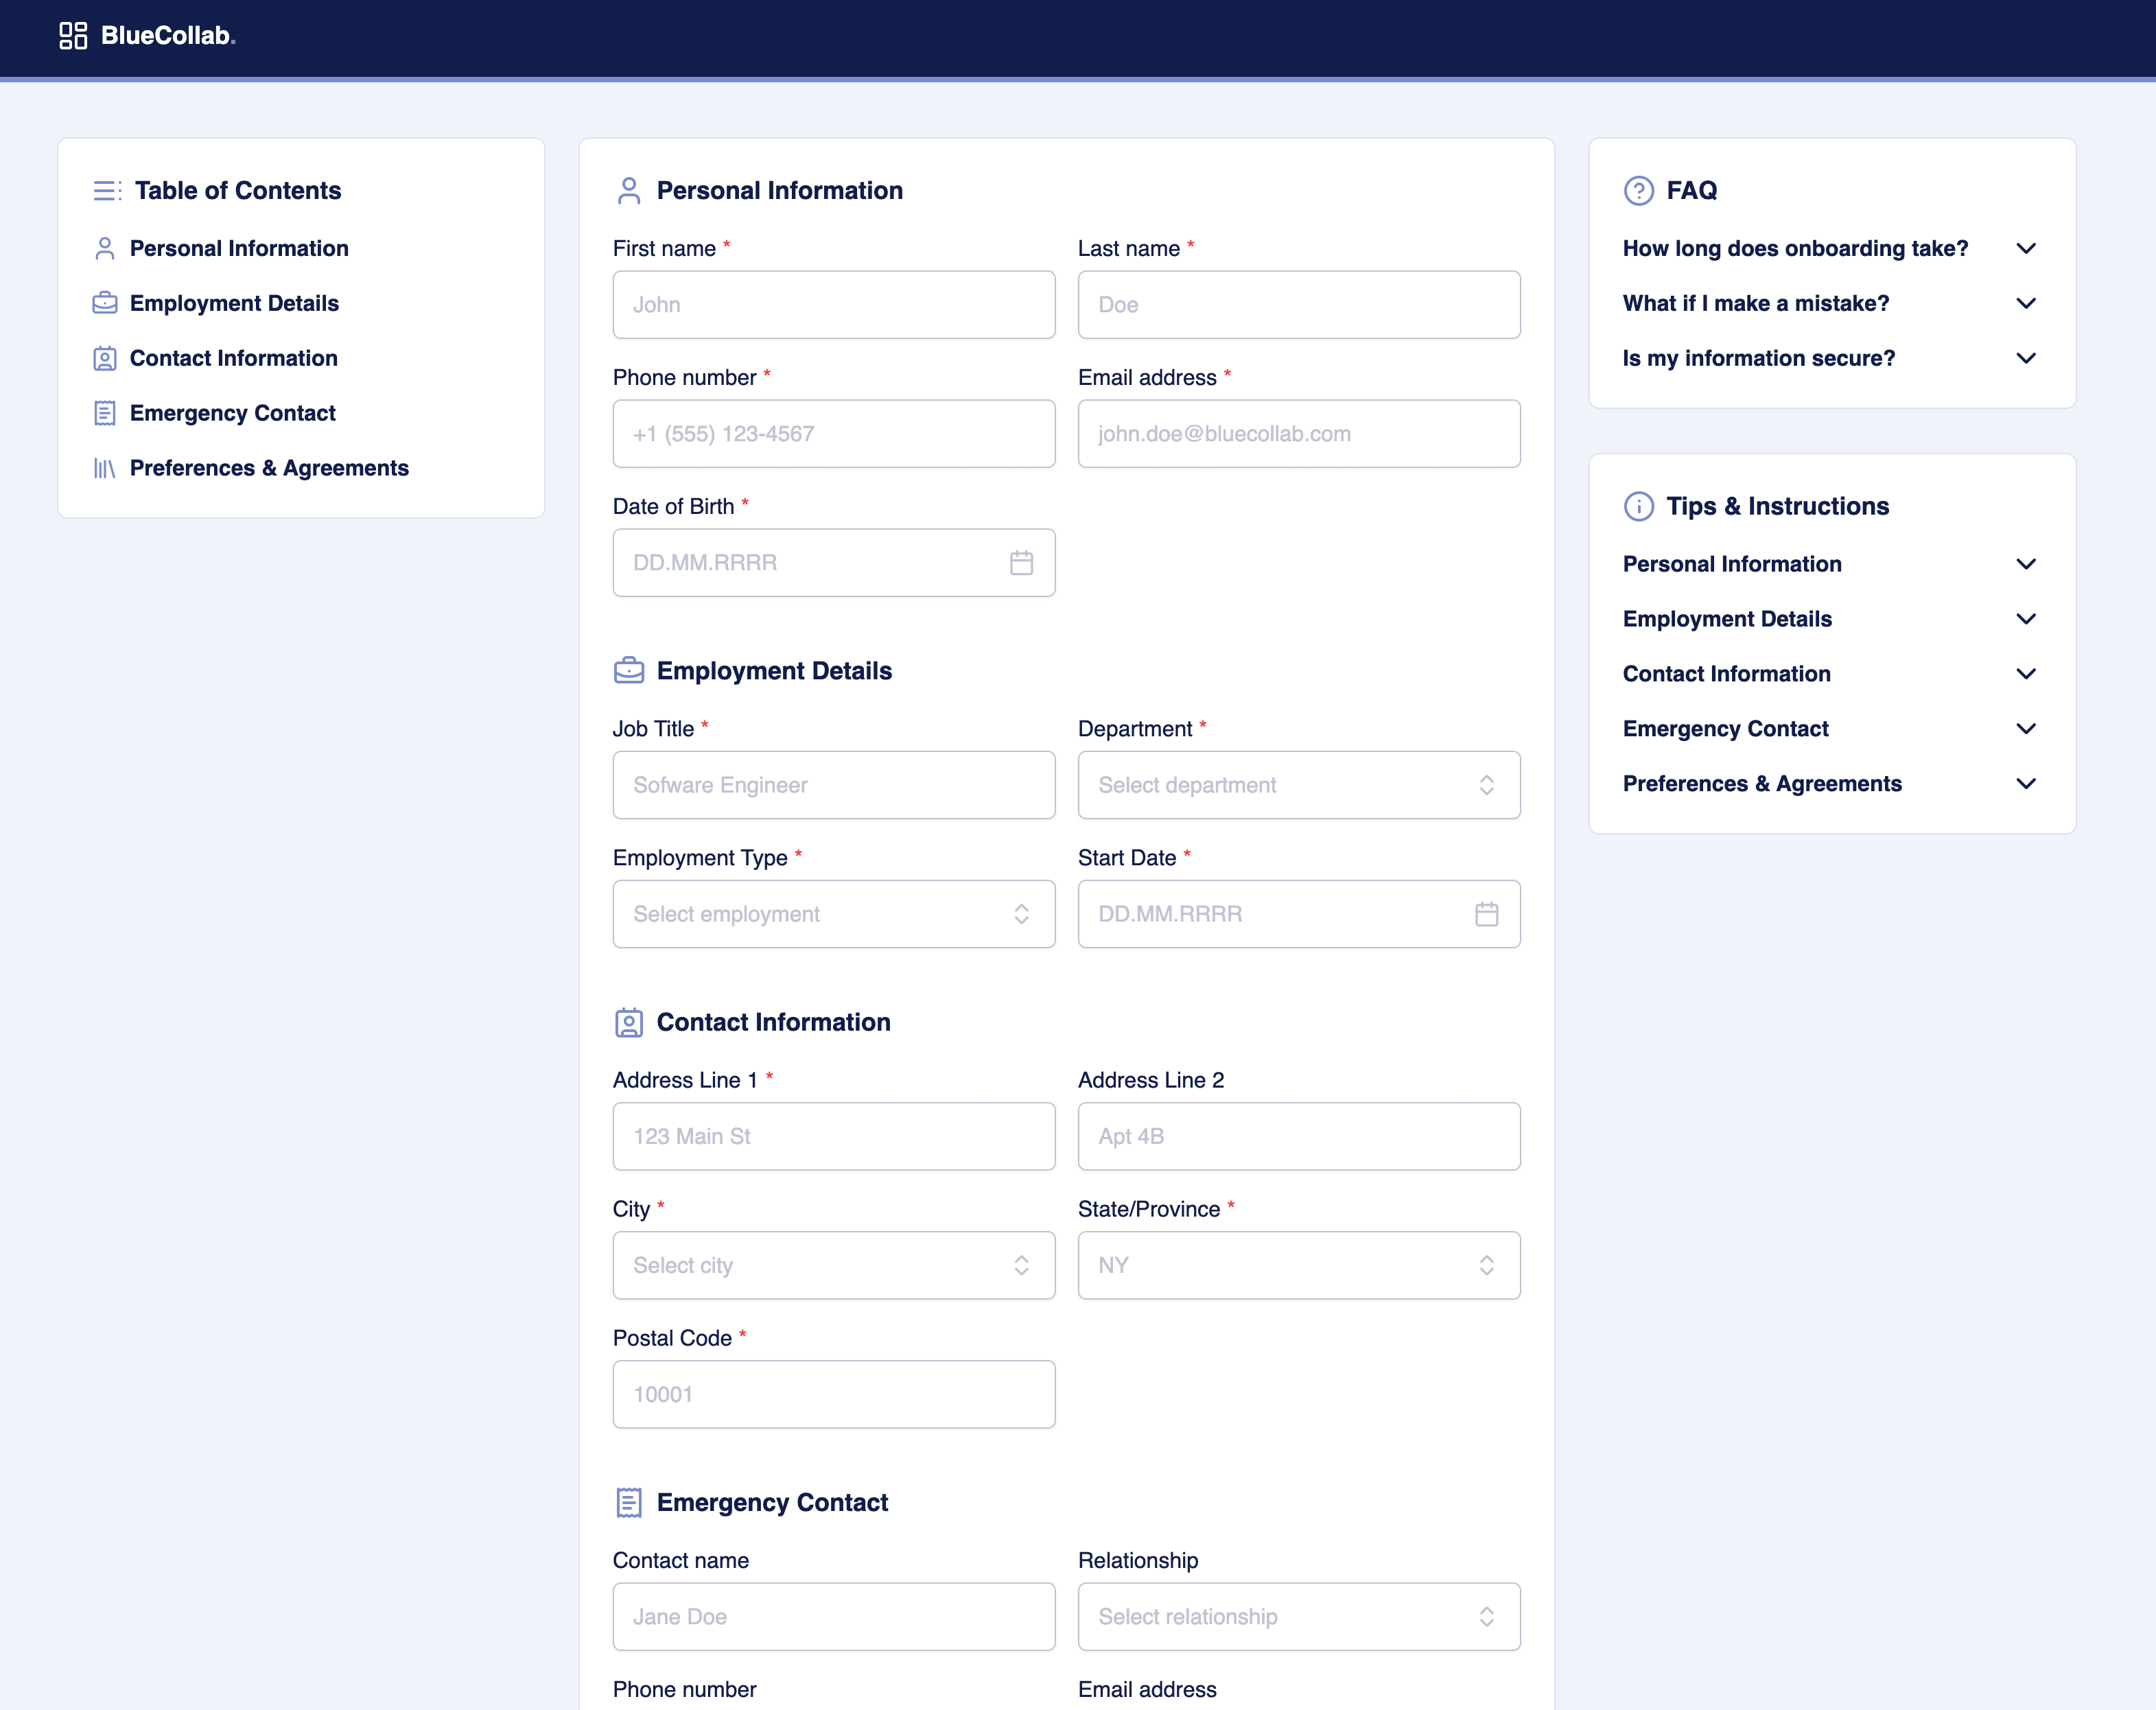 BlueCollab.
Table of Contents
Personal Information
Employment Details
Contact Information
Emergency Contact
Preferences & Agreements
Personal Information
First name *
Last name *
John
Doe
Phone number *
Email address *
+1 (555) 123-4567
john.doe@bluecollab.com
Date of Birth *
DD.MM.RRRR
Employment Details
Job Title *
Department *
Sofware Engineer
Select department
Employment Type *
Start Date *
Select employment
DD.MM.RRRR
Contact Information
Address Line 1 *
Address Line 2
123 Main St
Apt 4B
City *
State/Province *
Select city
NY
Postal Code *
10001
Emergency Contact
Contact name
Relationship
Jane Doe
Select relationship
Phone number
Email address
FAQ
How long does onboarding take?
What if I make a mistake?
Is my information secure?
Tips & Instructions
Personal Information
Employment Details
Contact Information
Emergency Contact
Preferences & Agreements